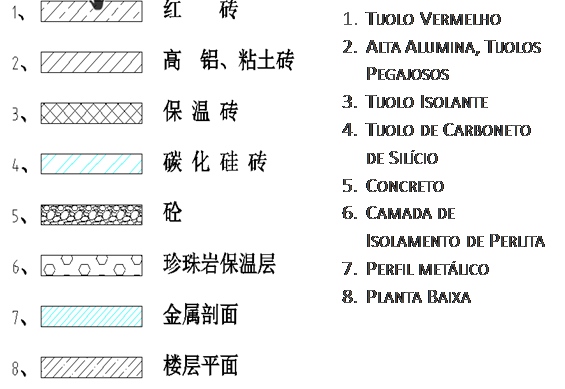 1、 红 砖
2、 高 铝、粘土砖
3、 保 温 砖
4、 碳 化 硅 砖
5、 砼
6、 珍珠岩保温层
7、 金属剖面
8、 楼层平面
1. TIJOLO VERMELHO
2. ALTA ALUMINA, TIJOLOS
PEGAJOSOS
3. TIJOLO ISOLANTE
4. TIJOLO DE CARBONETO
DE SILÍCIO
5. CONCRETO
6. CAMADA DE
ISOLAMENTO DE PERLITA
7. PERFIL METÁLICO
8. PLANTA BAIXA